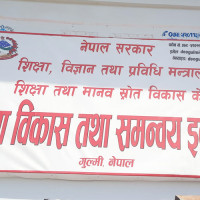 नेपाल सरकार
शिक्षा, विज्ञान तथा प्रविधि मन्त्राल
शिक्षा तथा मानव स्रोत विकास के
विकास तथा समन्वय इ
गुल्मी, नेपाल